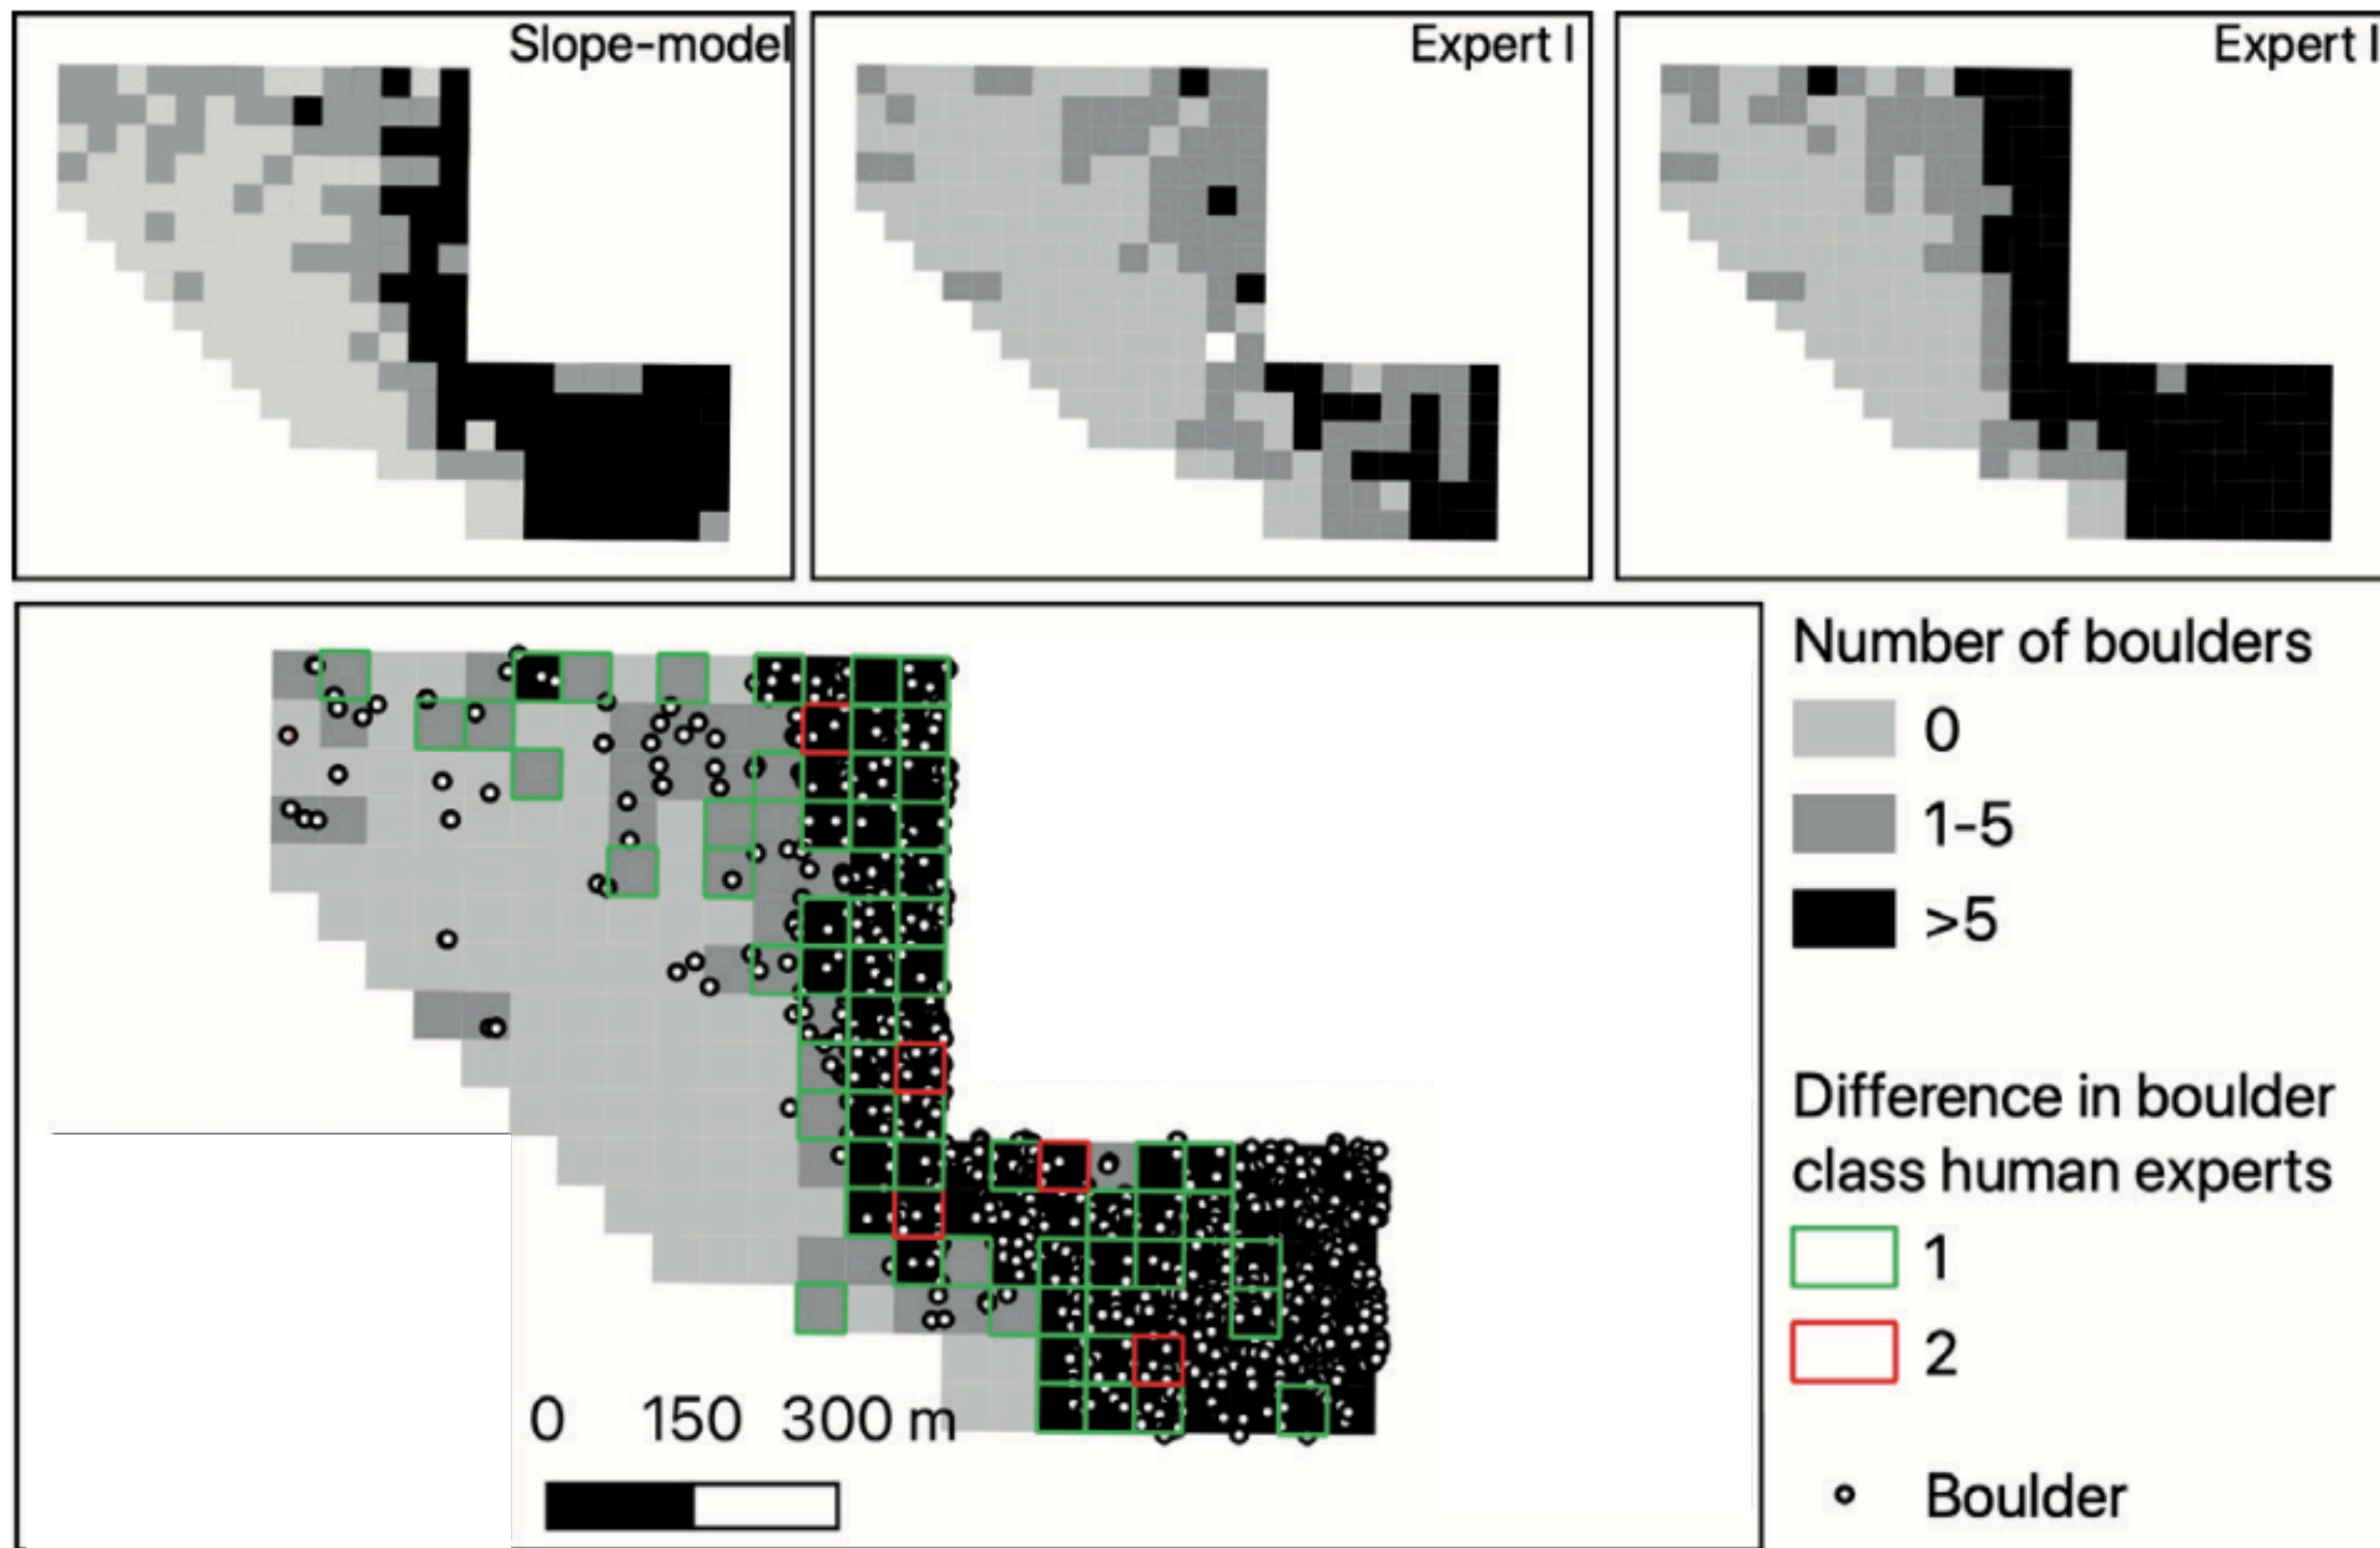 Slope-model
Expert I
Expert I
Number of boulders
0
1-5
>5
Difference in boulder
class human experts
1
2
Boulder
0 150 300 m